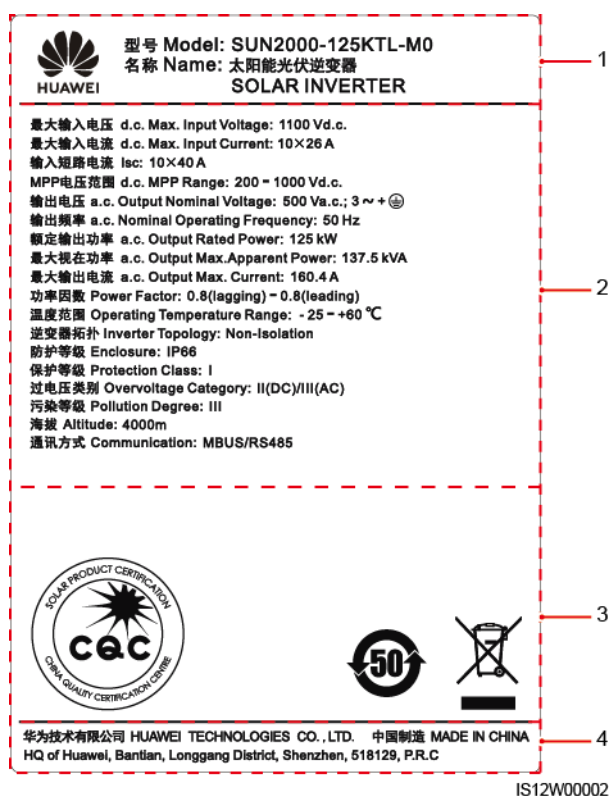 HUAWEI
型号 Model: SUN2000-125KTL-M0
名称 Name: 太阳能光伏逆变器
SOLAR INVERTER
1
最大输入电压 d.c. Max. Input Voltage: 1100 Vd.c.
最大输入电流 d.c. Max. Input Current: 10×26 A
输入短路电流 Isc: 10×40 A
MPP电压范围 d.c. MPP Range: 200 - 1000 Vd.c.
输出电压 a.c. Output Nominal Voltage: 500 Va.c.; 3 ~ + ⏚
输出频率 a.c. Nominal Operating Frequency: 50 Hz
额定输出功率 a.c. Output Rated Power: 125 kW
最大视在功率 a.c. Output Max.Apparent Power: 137.5 kVA
最大输出电流 a.c. Output Max. Current: 160.4 A
功率因数 Power Factor: 0.8(lagging) - 0.8(leading)
温度范围 Operating Temperature Range: - 25 - +60 ℃
逆变器拓扑 Inverter Topology: Non-Isolation
防护等级 Enclosure: IP66
保护等级 Protection Class: I
过电压类别 Overvoltage Category: II(DC)/III(AC)
污染等级 Pollution Degree: III
海拔 Altitude: 4000m
通讯方式 Communication: MBUS/RS485
2
SOLAR PRODUCT CERTIFICATION
CQC
CHINA QUALITY CERTIFICATION CENTRE
50
3
华为技术有限公司 HUAWEI TECHNOLOGIES CO.,LTD. 中国制造 MADE IN CHINA
HQ of Huawei, Bantian, Longgang District, Shenzhen, 518129, P.R.C
4
IS12W00002